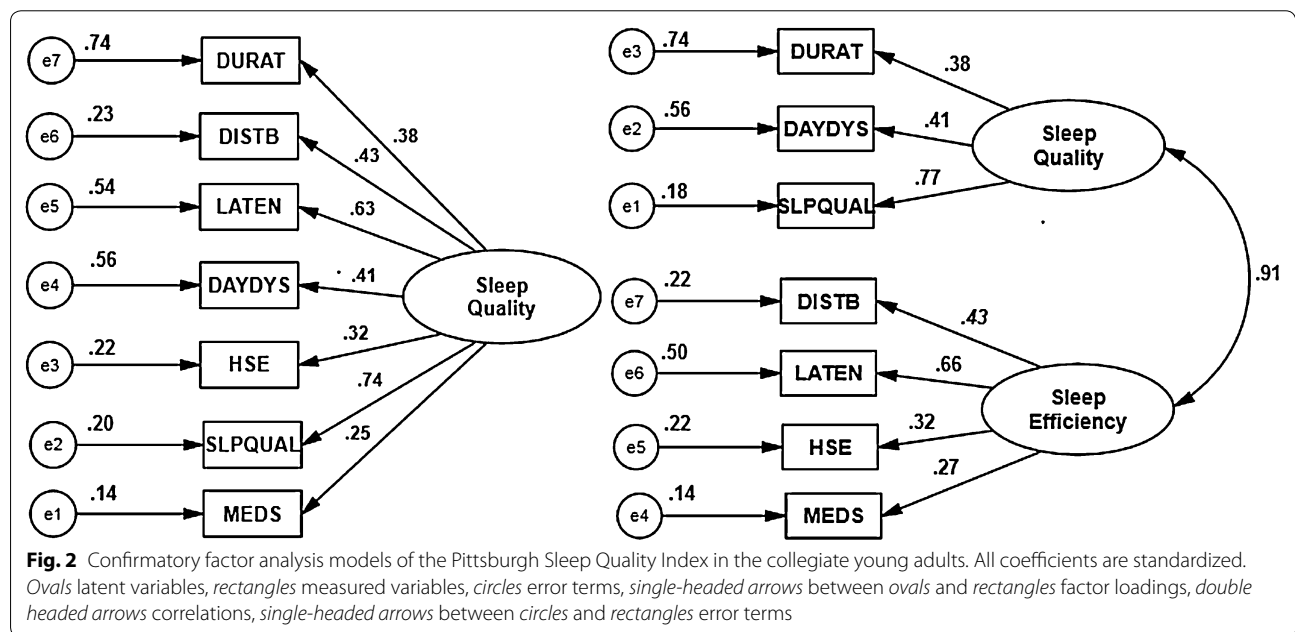 e7 .74 DURAT
.38
e6 .23 DISTB
.43
e5 .54 LATEN
.63
e4 .56 DAYDYS
.41
Sleep
Quality
e3 .22 HSE
.32
e2 .20 SLPQUAL
.74
e1 .14 MEDS
.25
e3 .74 DURAT
.38
e2 .56 DAYDYS
.41
Sleep
Quality
e1 .18 SLPQUAL
.77
.91
e7 .22 DISTB
.43
e6 .50 LATEN
.66
Sleep
Efficiency
e5 .22 HSE
.32
e4 .14 MEDS
.27
Fig. 2 Confirmatory factor analysis models of the Pittsburgh Sleep Quality Index in the collegiate young adults. All coefficients are standardized.
Ovals latent variables, rectangles measured variables, circles error terms, single-headed arrows between ovals and rectangles factor loadings, double
headed arrows correlations, single-headed arrows between circles and rectangles error terms